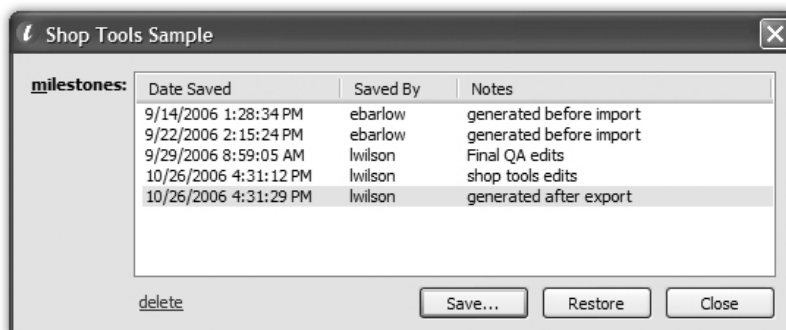 Shop Tools Sample
milestones:
Date Saved Saved By Notes
9/14/2006 1:28:34 PM ebarlow generated before import
9/22/2006 2:15:24 PM ebarlow generated before import
9/29/2006 8:59:05 AM lwilson Final QA edits
10/26/2006 4:31:12 PM lwilson shop tools edits
10/26/2006 4:31:29 PM lwilson generated after export
delete Save... Restore Close